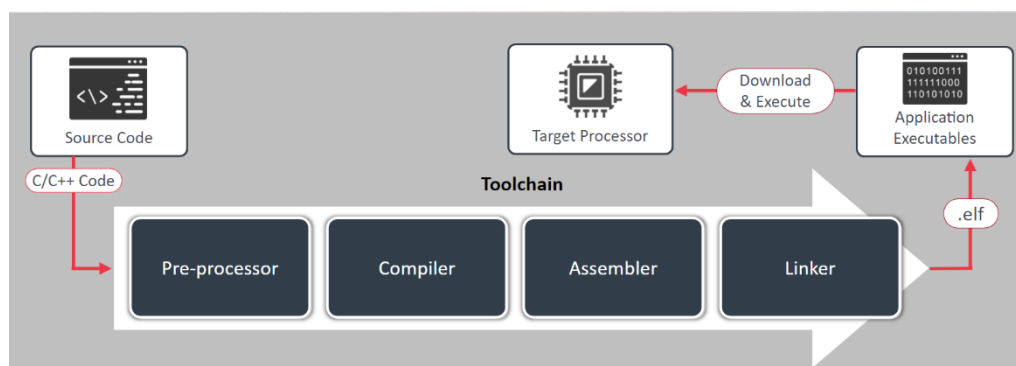 <\>
Source Code
C/C++ Code
Target Processor
Download
& Execute
010100111
111111000
110101010
Application
Executables
Toolchain
.elf
Pre-processor
Compiler
Assembler
Linker